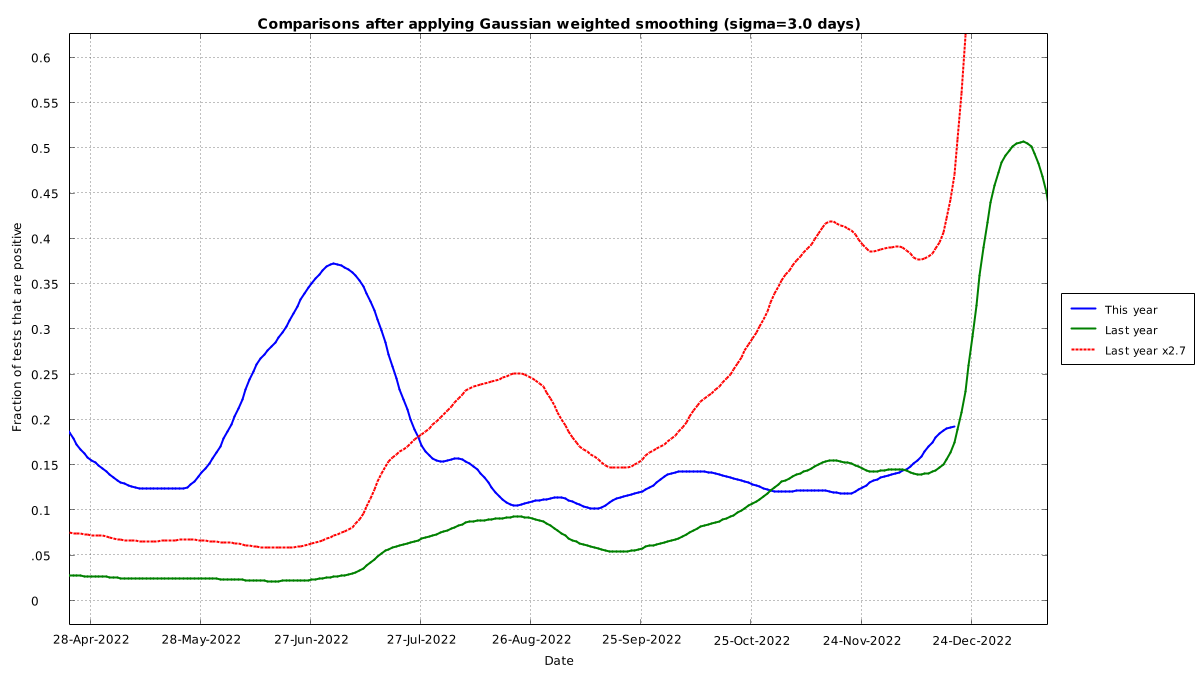 Comparisons after applying Gaussian weighted smoothing (sigma=3.0 days)
0.6
0.55
0.5
0.45
0.4
0.35
0.3
0.25
0.2
0.15
0.1
.05
0
Fraction of tests that are positive
28-Apr-2022 28-May-2022 27-Jun-2022 27-Jul-2022 26-Aug-2022 25-Sep-2022 25-Oct-2022 24-Nov-2022 24-Dec-2022
Date
This year
Last year
Last year x2.7